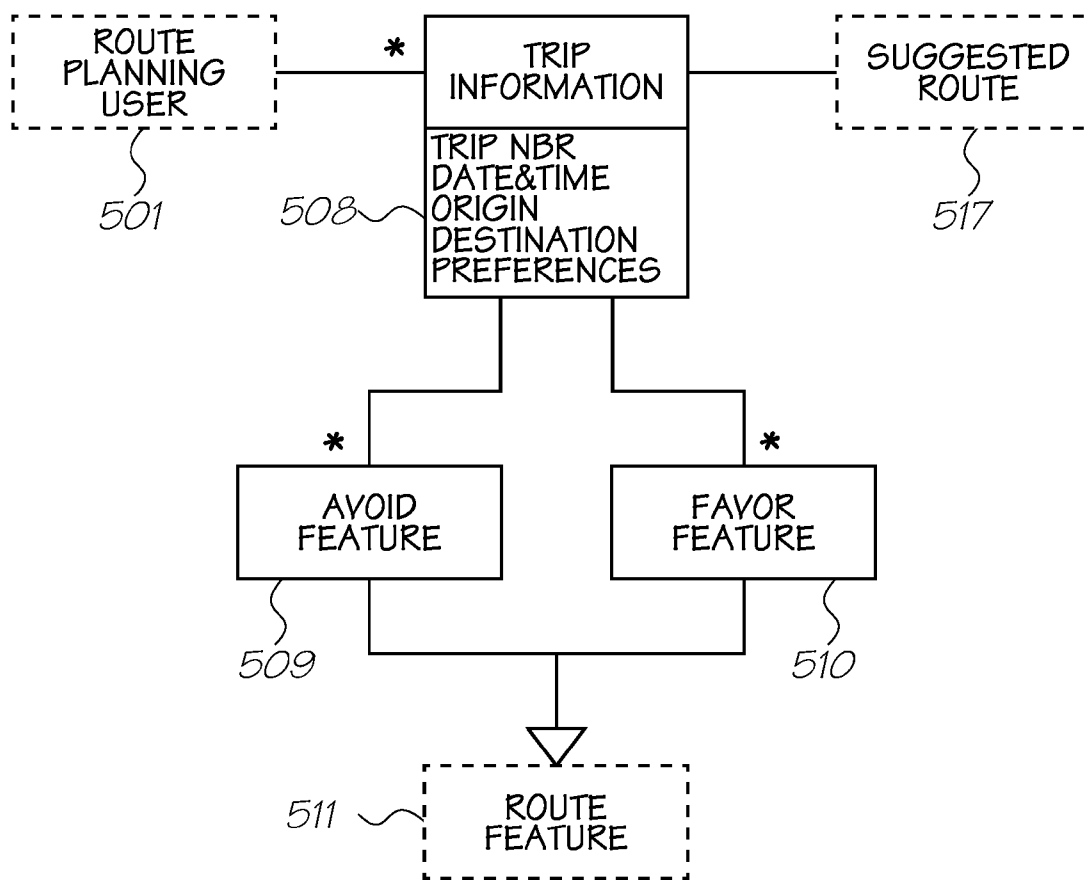 ROUTE
PLANNING
USER
*
TRIP
INFORMATION
SUGGESTED
ROUTE
501
TRIP NBR
DATE&TIME
508
ORIGIN
DESTINATION
PREFERENCES
517
*
*
AVOID
FEATURE
FAVOR
FEATURE
509
510
511
ROUTE
FEATURE